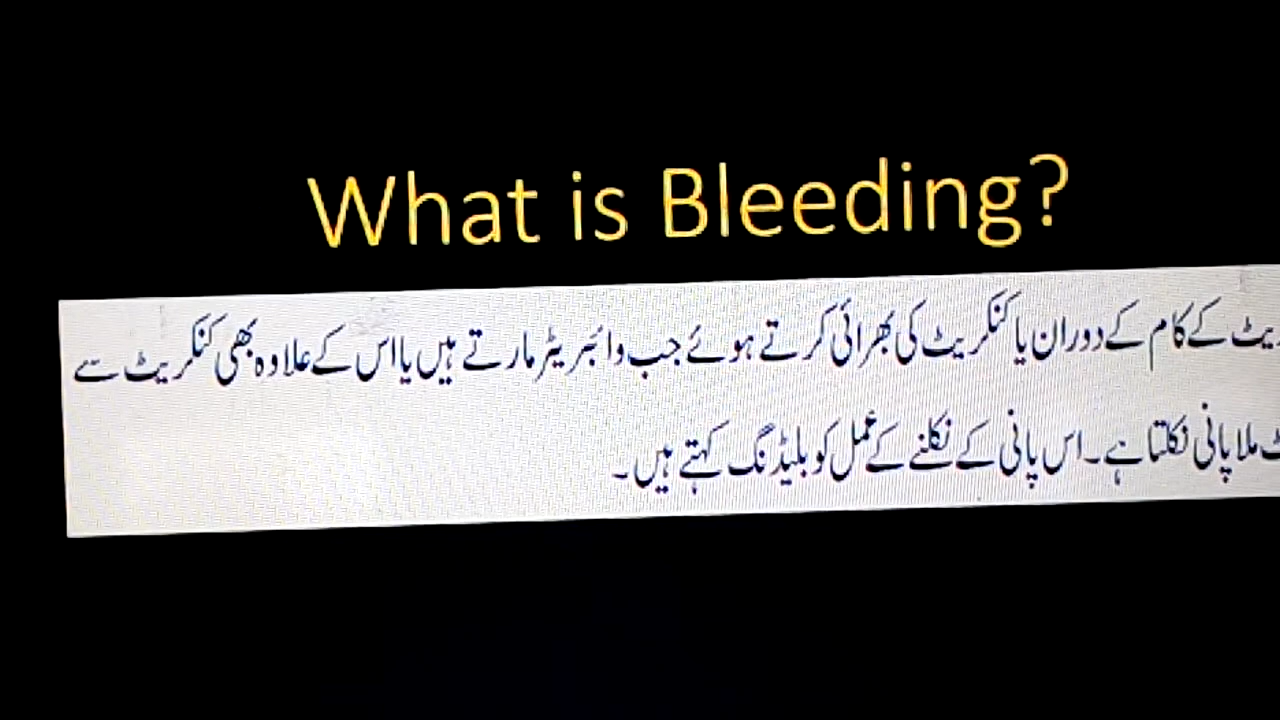 What is Bleeding?
کے کام کے دوران یا کنکریٹ کی بھرائی کرتے ہوئے جب وائبریٹر مارتے ہیں یا اس کے علاوہ بھی کنکریٹ سے
ملا پانی نکلتا ہے۔ اس پانی کے نکلنے کے عمل کو بلیڈنگ کہتے ہیں۔